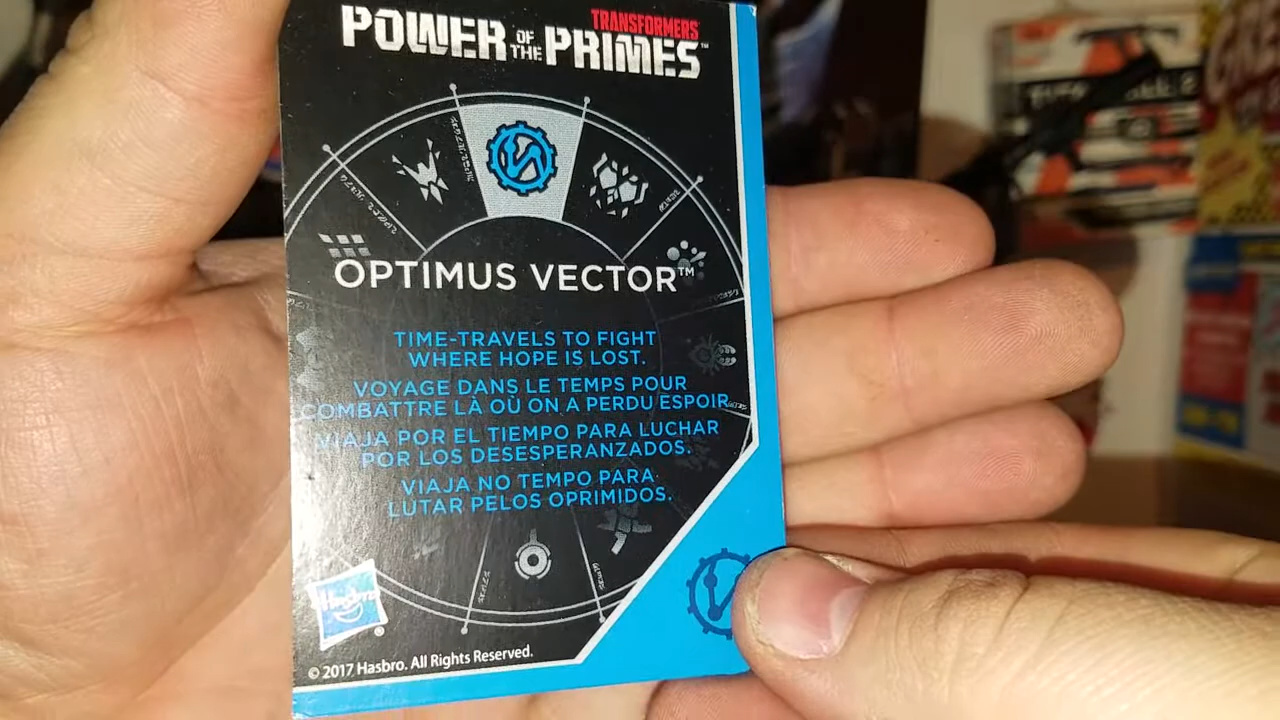 TRANSFORMERS
POWER OF THE PRIMES™
OPTIMUS VECTOR™
TIME-TRAVELS TO FIGHT
WHERE HOPE IS LOST.
VOYAGE DANS LE TEMPS POUR
COMBATTRE LÀ OÙ ON A PERDU ESPOIR.
VIAJA POR EL TIEMPO PARA LUCHAR
POR LOS DESESPERANZADOS.
VIAJA NO TEMPO PARA
LUTAR PELOS OPRIMIDOS.
Hasbro
®
© 2017 Hasbro. All Rights Reserved.